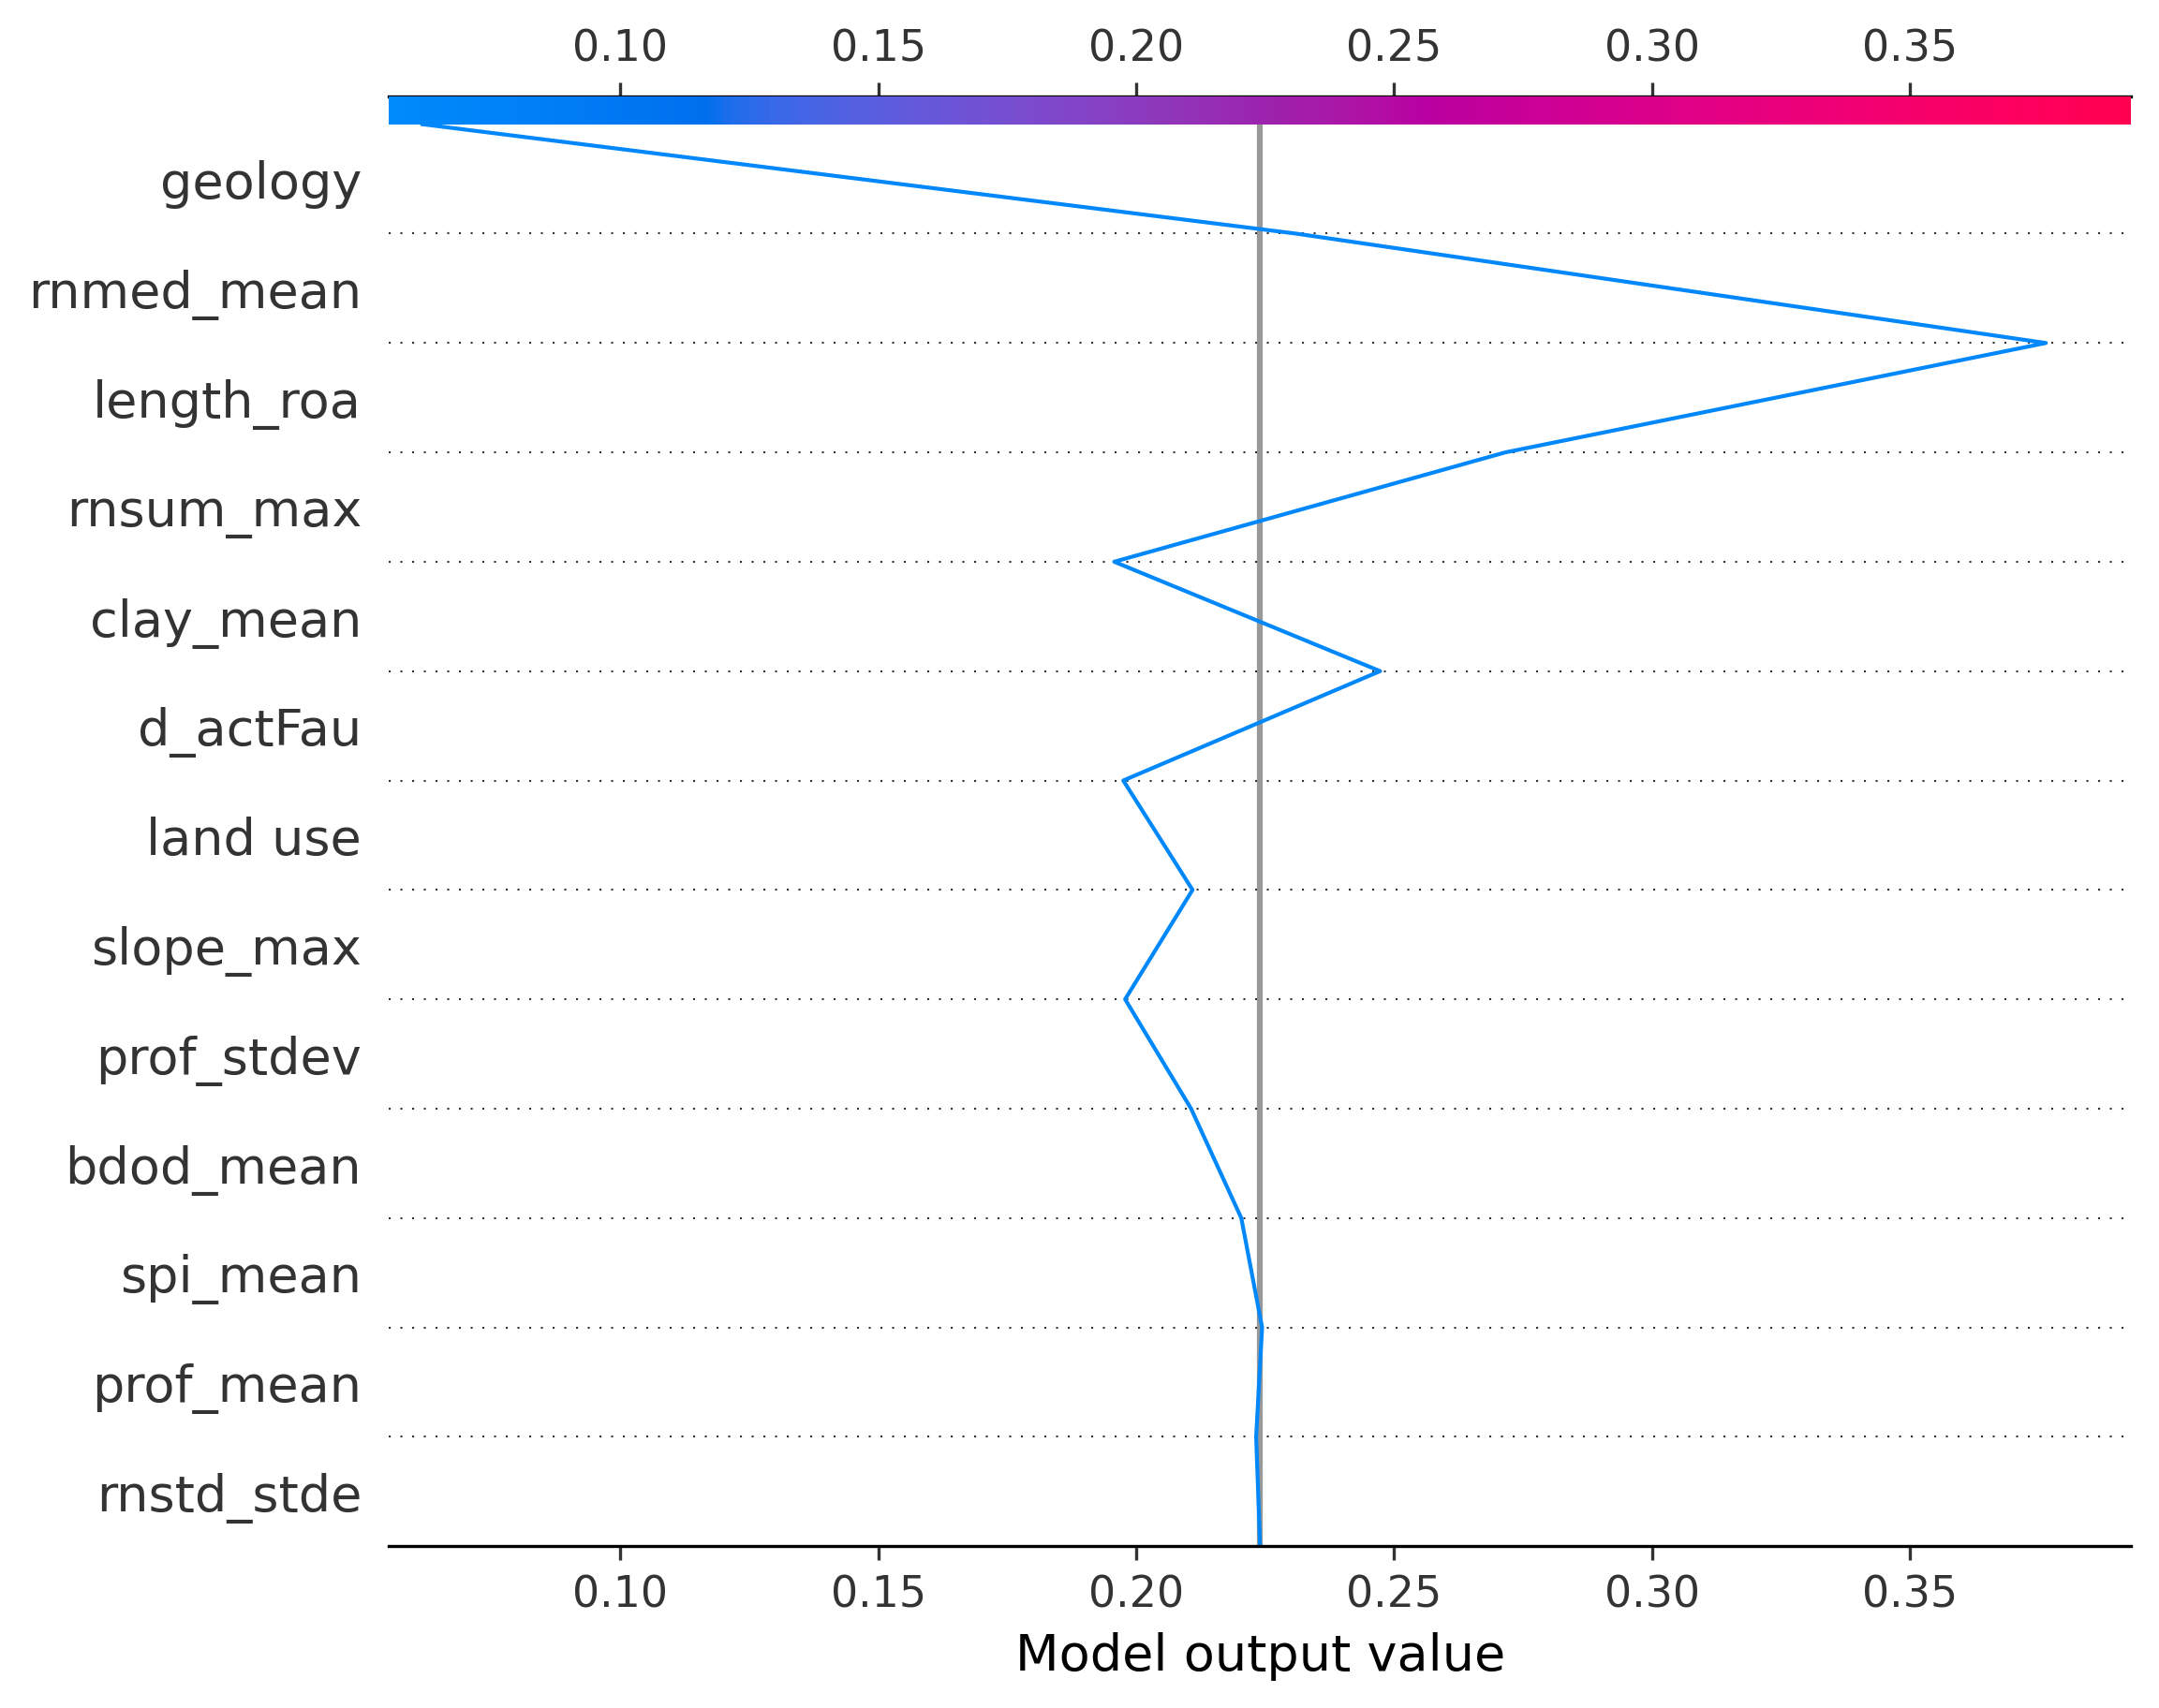 0.10 0.15 0.20 0.25 0.30 0.35
geology
rnmed_mean
length_roa
rnsum_max
clay_mean
d_actFau
land use
slope_max
prof_stdev
bdod_mean
spi_mean
prof_mean
rnstd_stde
0.10 0.15 0.20 0.25 0.30 0.35
Model output value